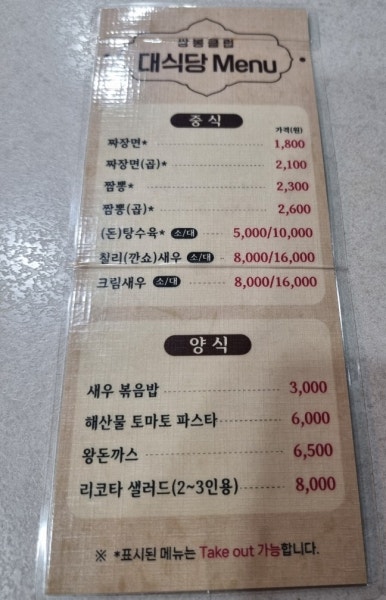 짬뽕클럽
대식당 Menu
중식
가격(원)
짜장면* 1,800
짜장면(곱)* 2,100
짬뽕* 2,300
짬뽕(곱)* 2,600
(돈)탕수육* 소/대 5,000/10,000
칠리(깐쇼)새우 소/대 8,000/16,000
크림새우 소/대 8,000/16,000
양식
새우 볶음밥 3,000
해산물 토마토 파스타 6,000
왕돈까스 6,500
리코타 샐러드(2~3인용) 8,000
※ *표시된 메뉴는 Take out 가능합니다.